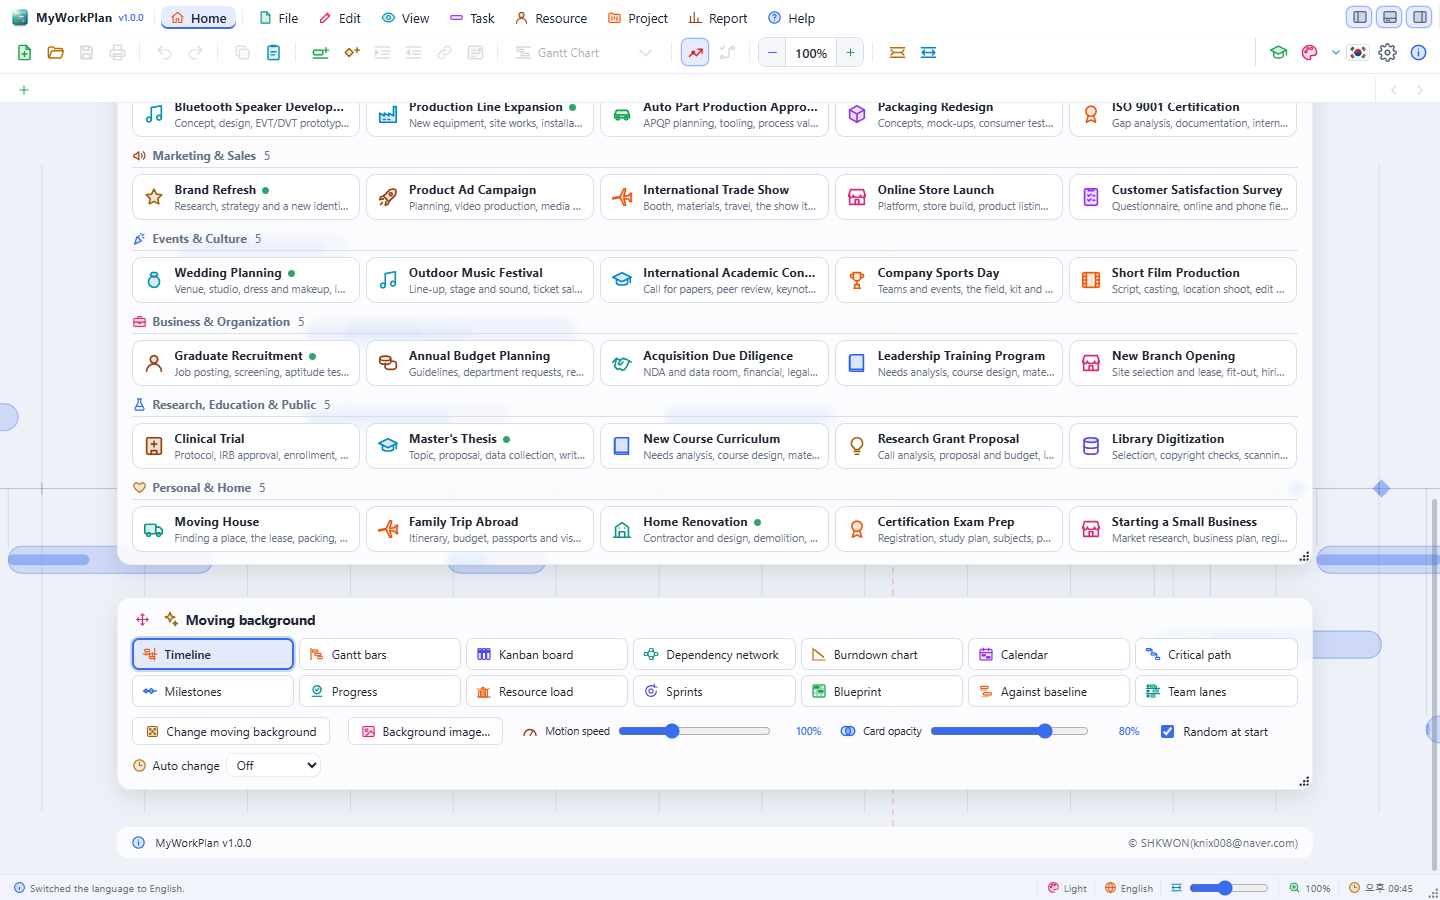 MyWorkPlan v1.0.0 Home File Edit View Task Resource Project Report Help
Gantt Chart 100%
Bluetooth Speaker Develop... Production Line Expansion Auto Part Production Appro... Packaging Redesign ISO 9001 Certification
Concept, design, EVT/DVT prototyp... New equipment, site works, installa... APQP planning, tooling, process val... Concepts, mock-ups, consumer test... Gap analysis, documentation, intern...
Marketing & Sales 5
Brand Refresh Product Ad Campaign International Trade Show Online Store Launch Customer Satisfaction Survey
Research, strategy and a new identi... Planning, video production, media ... Booth, materials, travel, the show it... Platform, store build, product listin... Questionnaire, online and phone fie...
Events & Culture 5
Wedding Planning Outdoor Music Festival International Academic Con... Company Sports Day Short Film Production
Venue, studio, dress and makeup, i... Line-up, stage and sound, ticket sal... Call for papers, peer review, keynot... Teams and events, the field, kit and ... Script, casting, location shoot, edit ...
Business & Organization 5
Graduate Recruitment Annual Budget Planning Acquisition Due Diligence Leadership Training Program New Branch Opening
Job posting, screening, aptitude tes... Guidelines, department requests, re... NDA and data room, financial, legal... Needs analysis, course design, mate... Site selection and lease, fit-out, hiri...
Research, Education & Public 5
Clinical Trial Master's Thesis New Course Curriculum Research Grant Proposal Library Digitization
Protocol, IRB approval, enrollment, ... Topic, proposal, data collection, writ... Needs analysis, course design, mate... Call analysis, proposal and budget, i... Selection, copyright checks, scannin...
Personal & Home 5
Moving House Family Trip Abroad Home Renovation Certification Exam Prep Starting a Small Business
Finding a place, the lease, packing, ... Itinerary, budget, passports and vis... Contractor and design, demolition, ... Registration, study plan, subjects, p... Market research, business plan, regi...
Moving background
Timeline Gantt bars Kanban board Dependency network Burndown chart Calendar Critical path
Milestones Progress Resource load Sprints Blueprint Against baseline Team lanes
Change moving background Background image... Motion speed 100% Card opacity 80% Random at start
Auto change Off
MyWorkPlan v1.0.0 © SHKWON(knix008@naver.com)
Switched the language to English. Light English 100% 오후 09:45